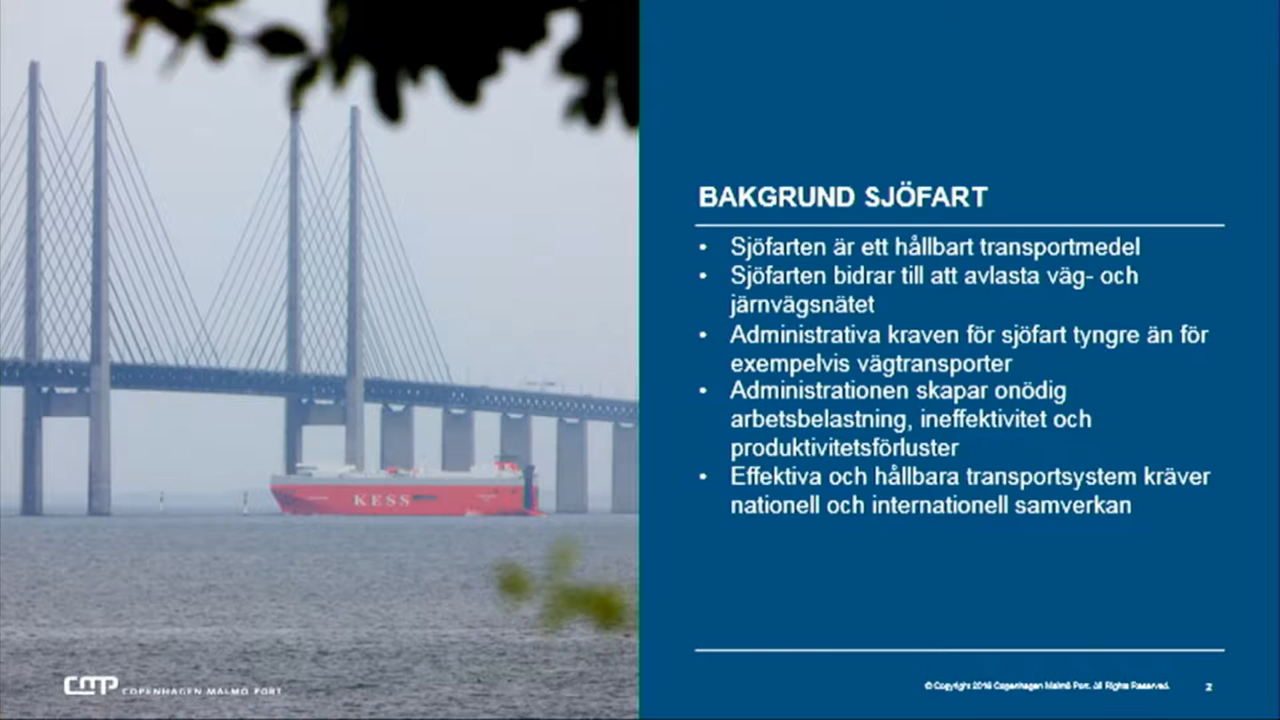 BAKGRUND SJÖFART
• Sjöfarten är ett hållbart transportmedel
• Sjöfarten bidrar till att avlasta väg- och
järnvägsnätet
• Administrativa kraven för sjöfart tyngre än för
exempelvis vägtransporter
• Administrationen skapar onödig
arbetsbelastning, ineffektivitet och
produktivitetsförluster
• Effektiva och hållbara transportsystem kräver
nationell och internationell samverkan
KESS
CMP COPENHAGEN MALMÖ PORT
© Copyright 2016 Copenhagen Malmö Port. All Rights Reserved.
2